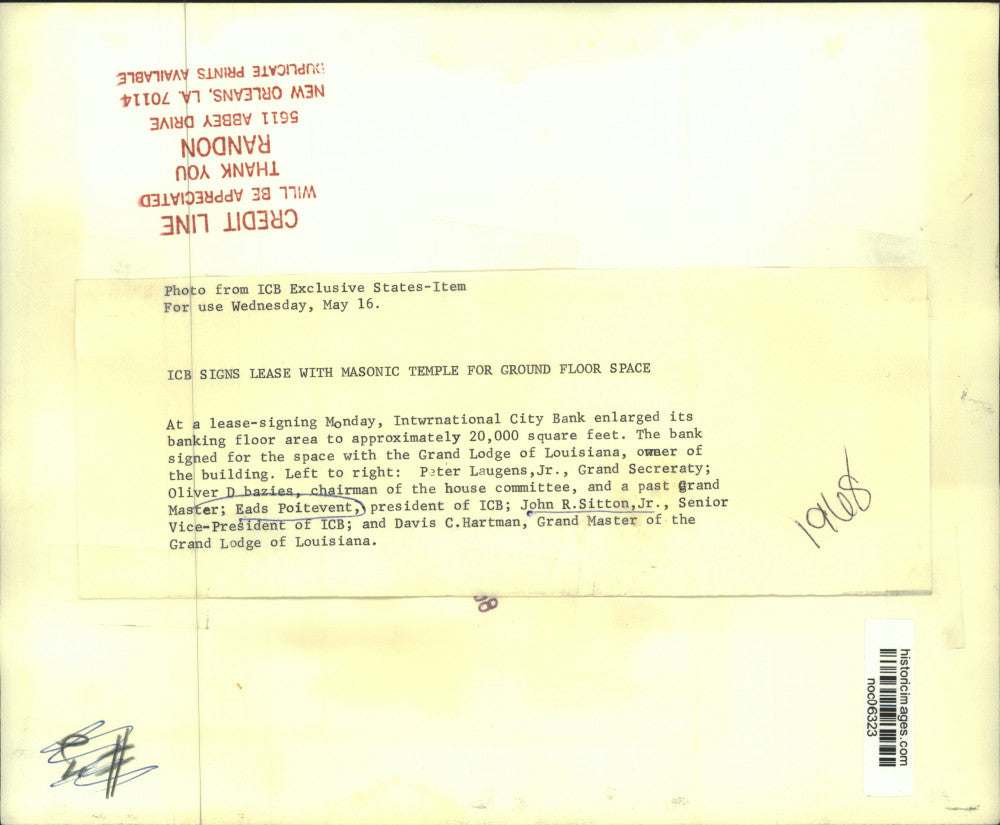 CREDIT LINE
WILL BE APPRECIATED
THANK YOU
RANDON
5611 ABBEY DRIVE
NEW ORLEANS, LA. 70114
DUPLICATE PRINTS AVAILABLE
Photo from ICB Exclusive States-Item
For use Wednesday, May 16.
ICB SIGNS LEASE WITH MASONIC TEMPLE FOR GROUND FLOOR SPACE
At a lease-signing Monday, Intwrnational City Bank enlarged its
banking floor area to approximately 20,000 square feet. The bank
signed for the space with the Grand Lodge of Louisiana, owner of
the building. Left to right: Peter Laugens,Jr., Grand Secreraty;
Oliver D bazies, chairman of the house committee, and a past Grand
Master; Eads Poitevent, president of ICB; John R.Sitton,Jr., Senior
Vice-President of ICB; and Davis C.Hartman, Grand Master of the
Grand Lodge of Louisiana.
1968
historicimages.com
noc06323